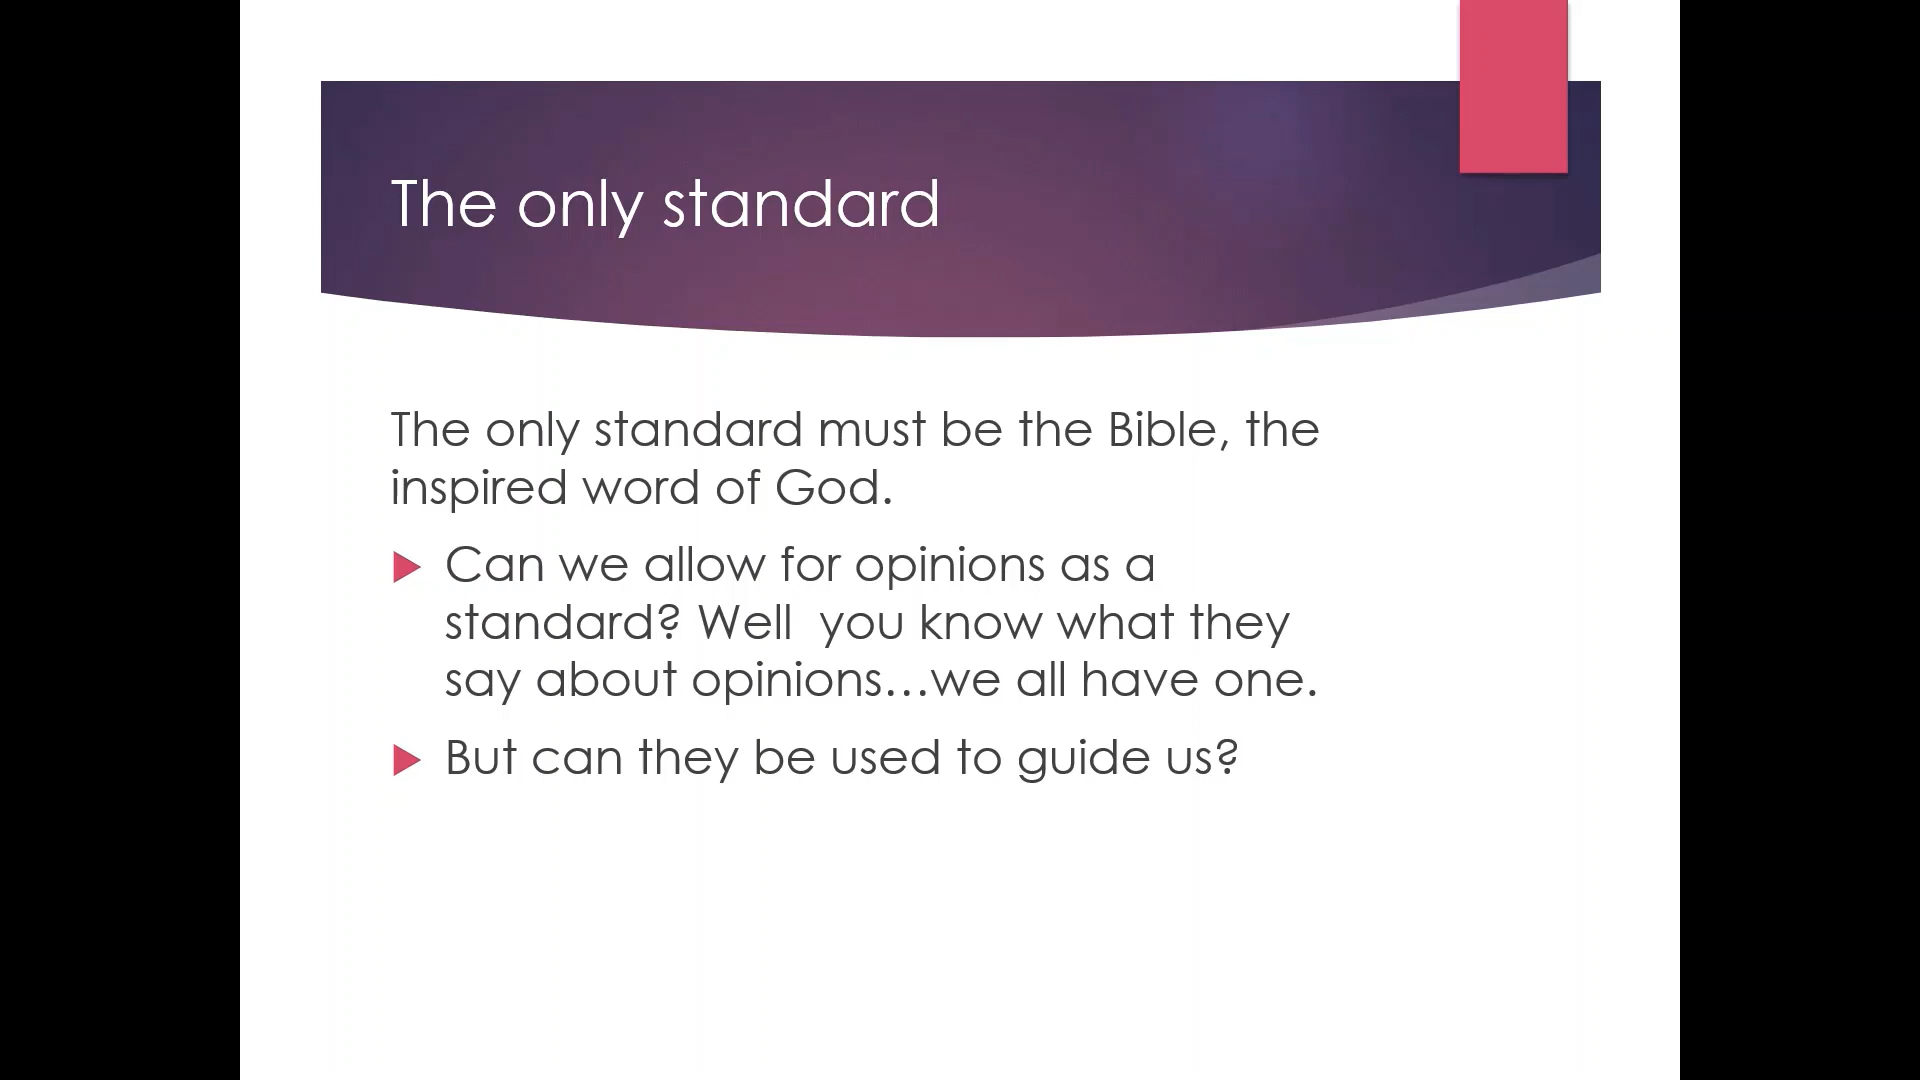 The only standard
The only standard must be the Bible, the
inspired word of God.
Can we allow for opinions as a
standard? Well  you know what they
say about opinions…we all have one.
But can they be used to guide us?